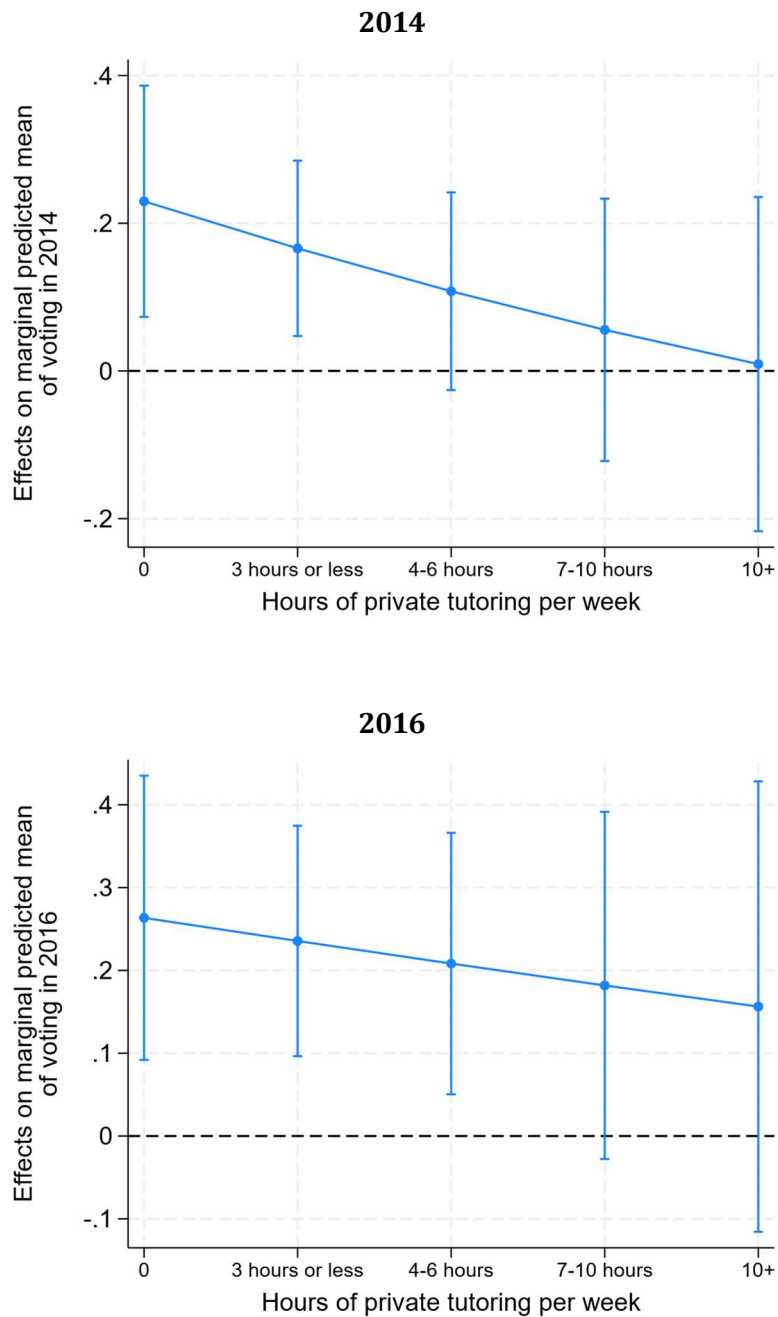 2014
Effects on marginal predicted mean
of voting in 2014
.4
.2
0
-.2
0 3 hours or less 4-6 hours 7-10 hours 10+
Hours of private tutoring per week
2016
Effects on marginal predicted mean
of voting in 2016
.4
.3
.2
.1
0
-.1
0 3 hours or less 4-6 hours 7-10 hours 10+
Hours of private tutoring per week